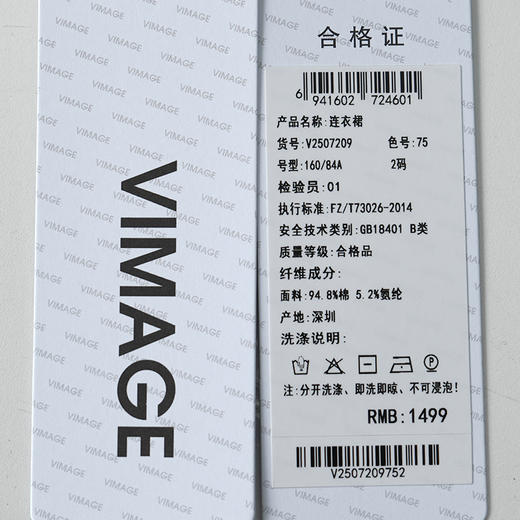 VIMAGE
合格证
6 941602 724601
产品名称:连衣裙
货号:V2507209 色号:75
号型:160/84A 2码
检验员:01
执行标准:FZ/T73026-2014
安全技术类别:GB18401 B类
质量等级:合格品
纤维成分:
面料:94.8%棉 5.2%氨纶
产地:深圳
洗涤说明:
注:分开洗涤、即洗即晾、不可浸泡!
RMB:1499
V2507209752